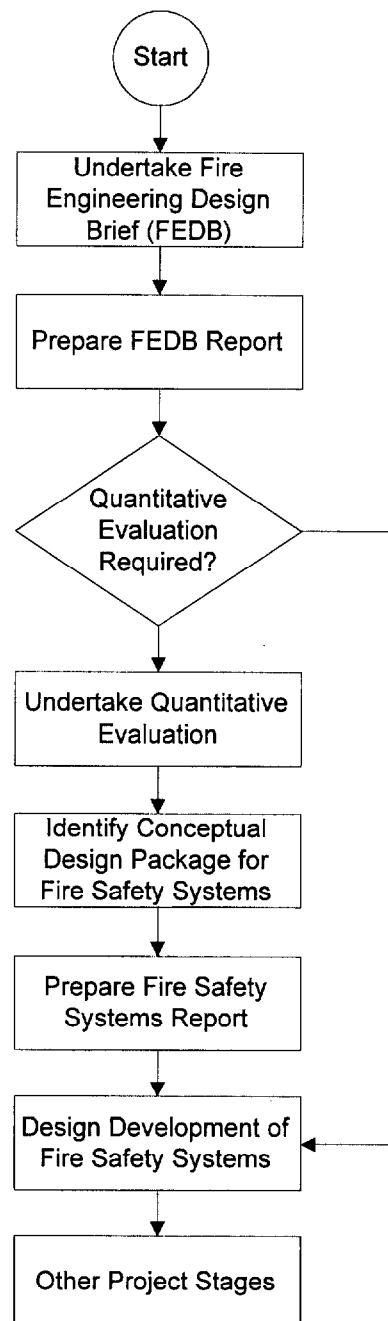 Start
Undertake Fire
Engineering Design
Brief (FEDB)
Prepare FEDB Report
Quantitative
Evaluation
Required?
Undertake Quantitative
Evaluation
Identify Conceptual
Design Package for
Fire Safety Systems
Prepare Fire Safety
Systems Report
Design Development of
Fire Safety Systems
Other Project Stages